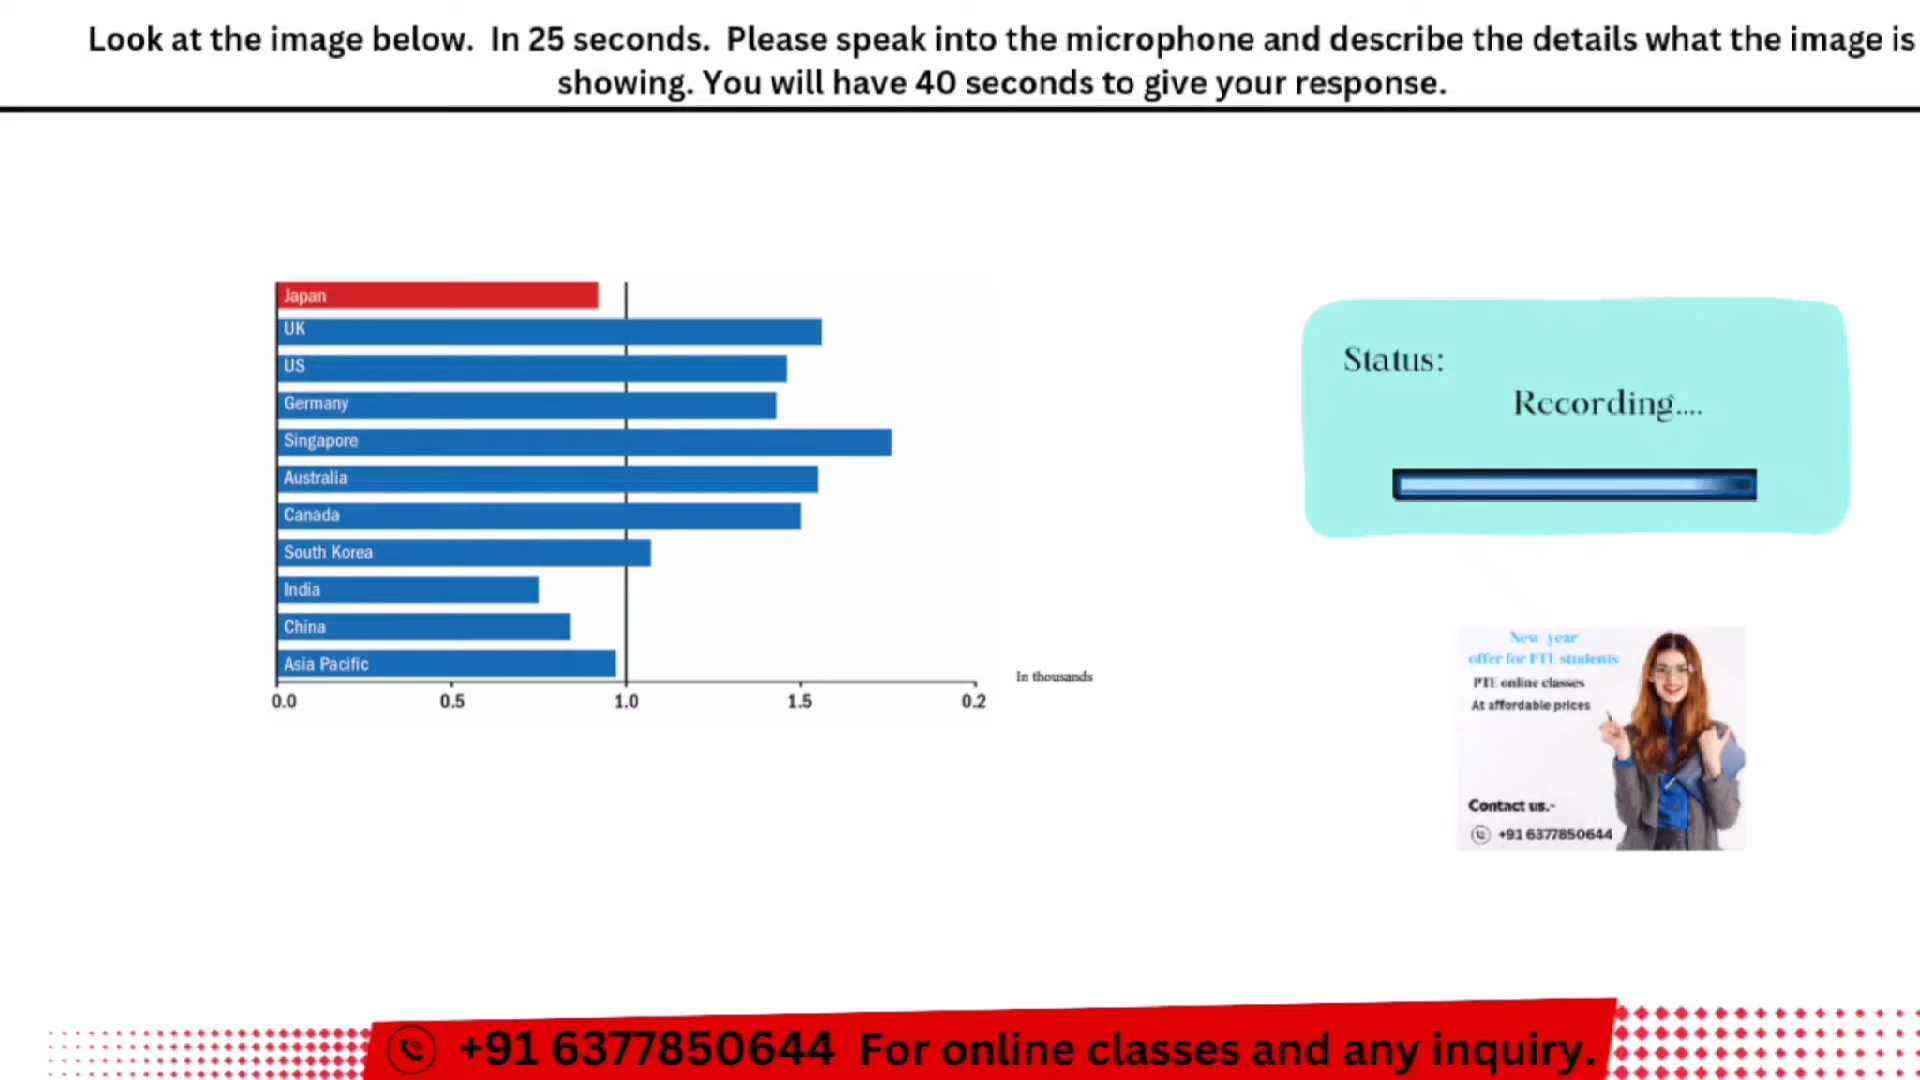 Look at the image below. In 25 seconds. Please speak into the microphone and describe the details what the image is
showing. You will have 40 seconds to give your response.
Japan
UK
US
Germany
Singapore
Australia
Canada
South Korea
India
China
Asia Pacific
0.0 0.5 1.0 1.5 0.2
In thousands
Status:
Recording....
New year
offer for PTE students
PTE online classes
At affordable prices
Contact us.-
+91 6377850644
+91 6377850644 For online classes and any inquiry.